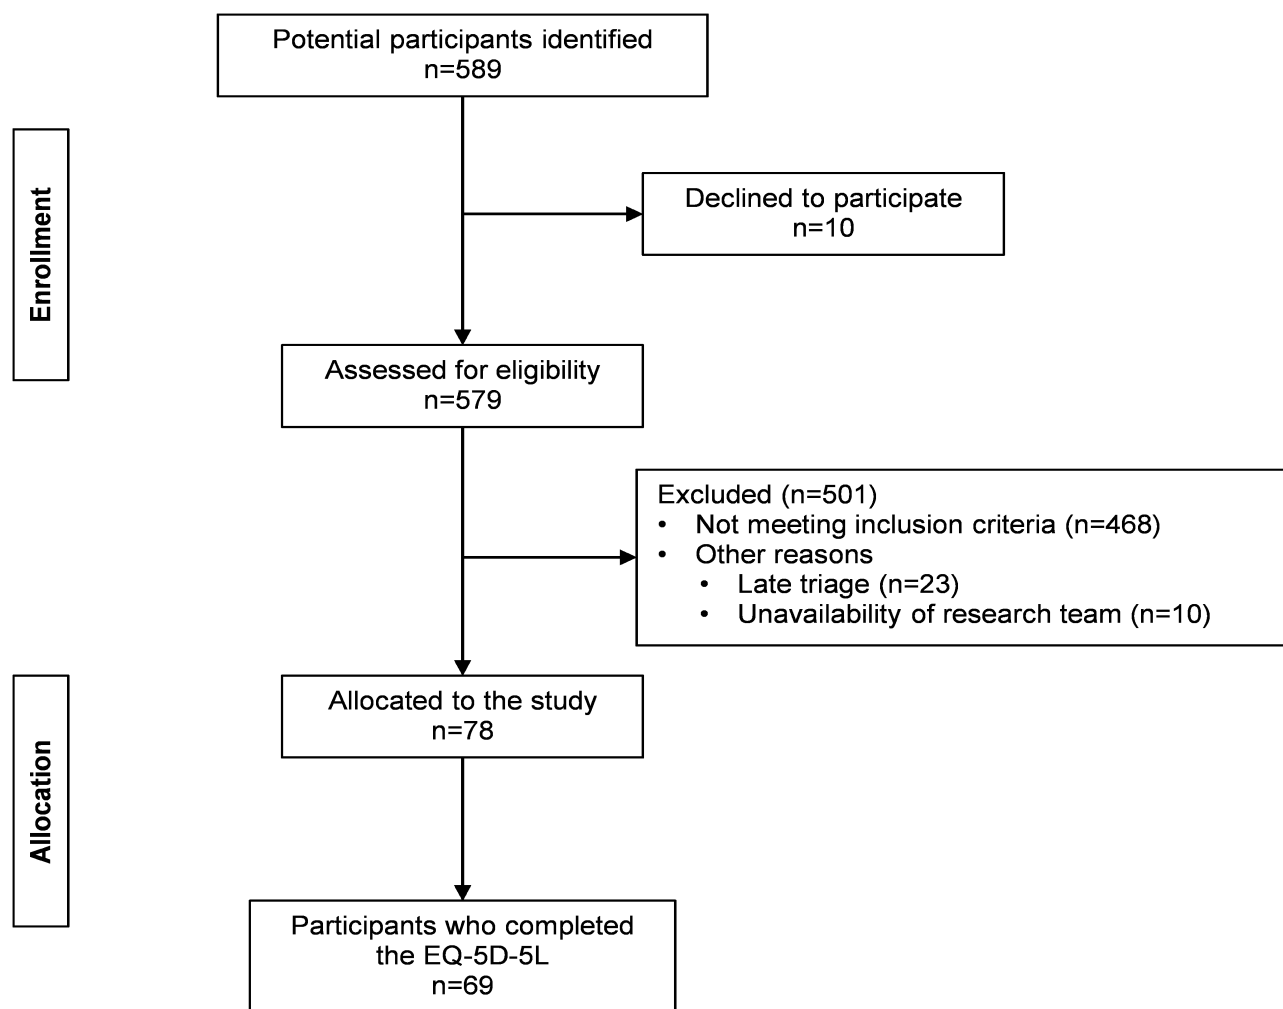 Potential participants identified
n=589
Enrollment
Declined to participate
n=10
Assessed for eligibility
n=579
Excluded (n=501)
• Not meeting inclusion criteria (n=468)
• Other reasons
• Late triage (n=23)
• Unavailability of research team (n=10)
Allocation
Allocated to the study
n=78
Participants who completed
the EQ-5D-5L
n=69